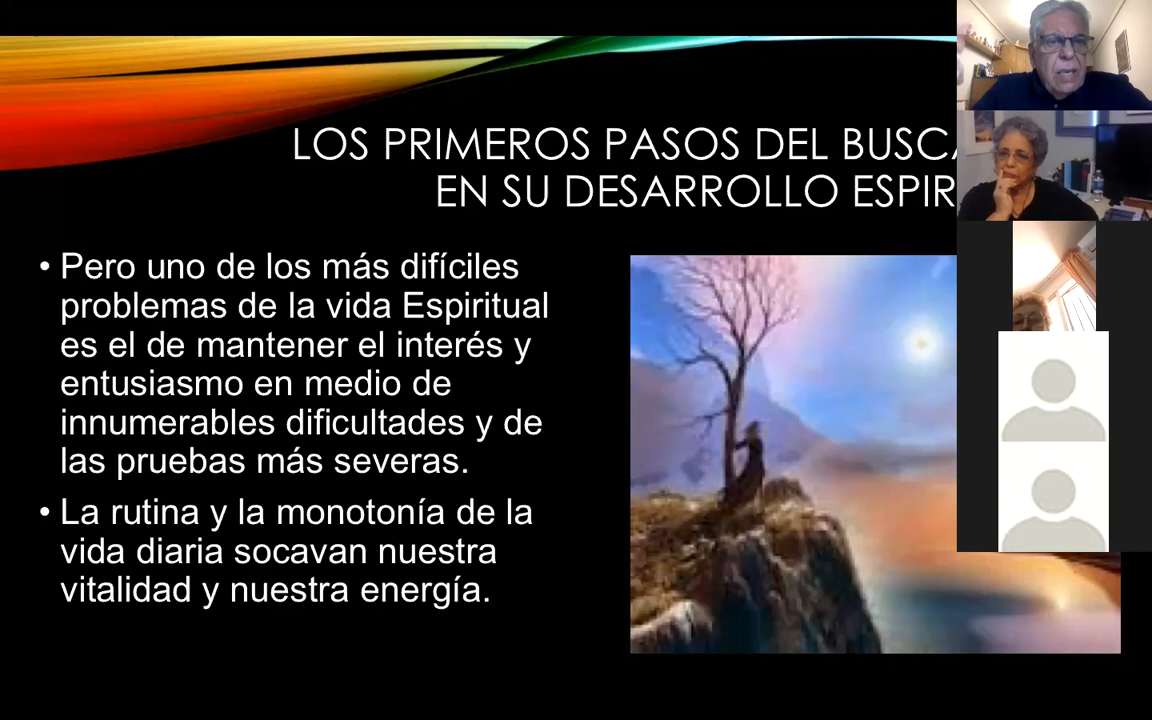 LOS PRIMEROS PASOS DEL
EN SU DESARROLLO
• Pero uno de los más difíciles
problemas de la vida Espiritual
es el de mantener el interés y
entusiasmo en medio de
innumerables dificultades y de
las pruebas más severas.
• La rutina y la monotonía de la
vida diaria socavan nuestra
vitalidad y nuestra energía.